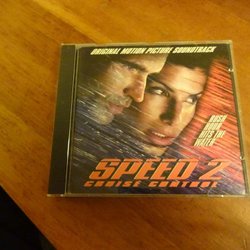 ORIGINAL MOTION PICTURE SOUNDTRACK
RUSH
HOUR
HITS THE
WATER
SPEED 2
CRUISE CONTROL